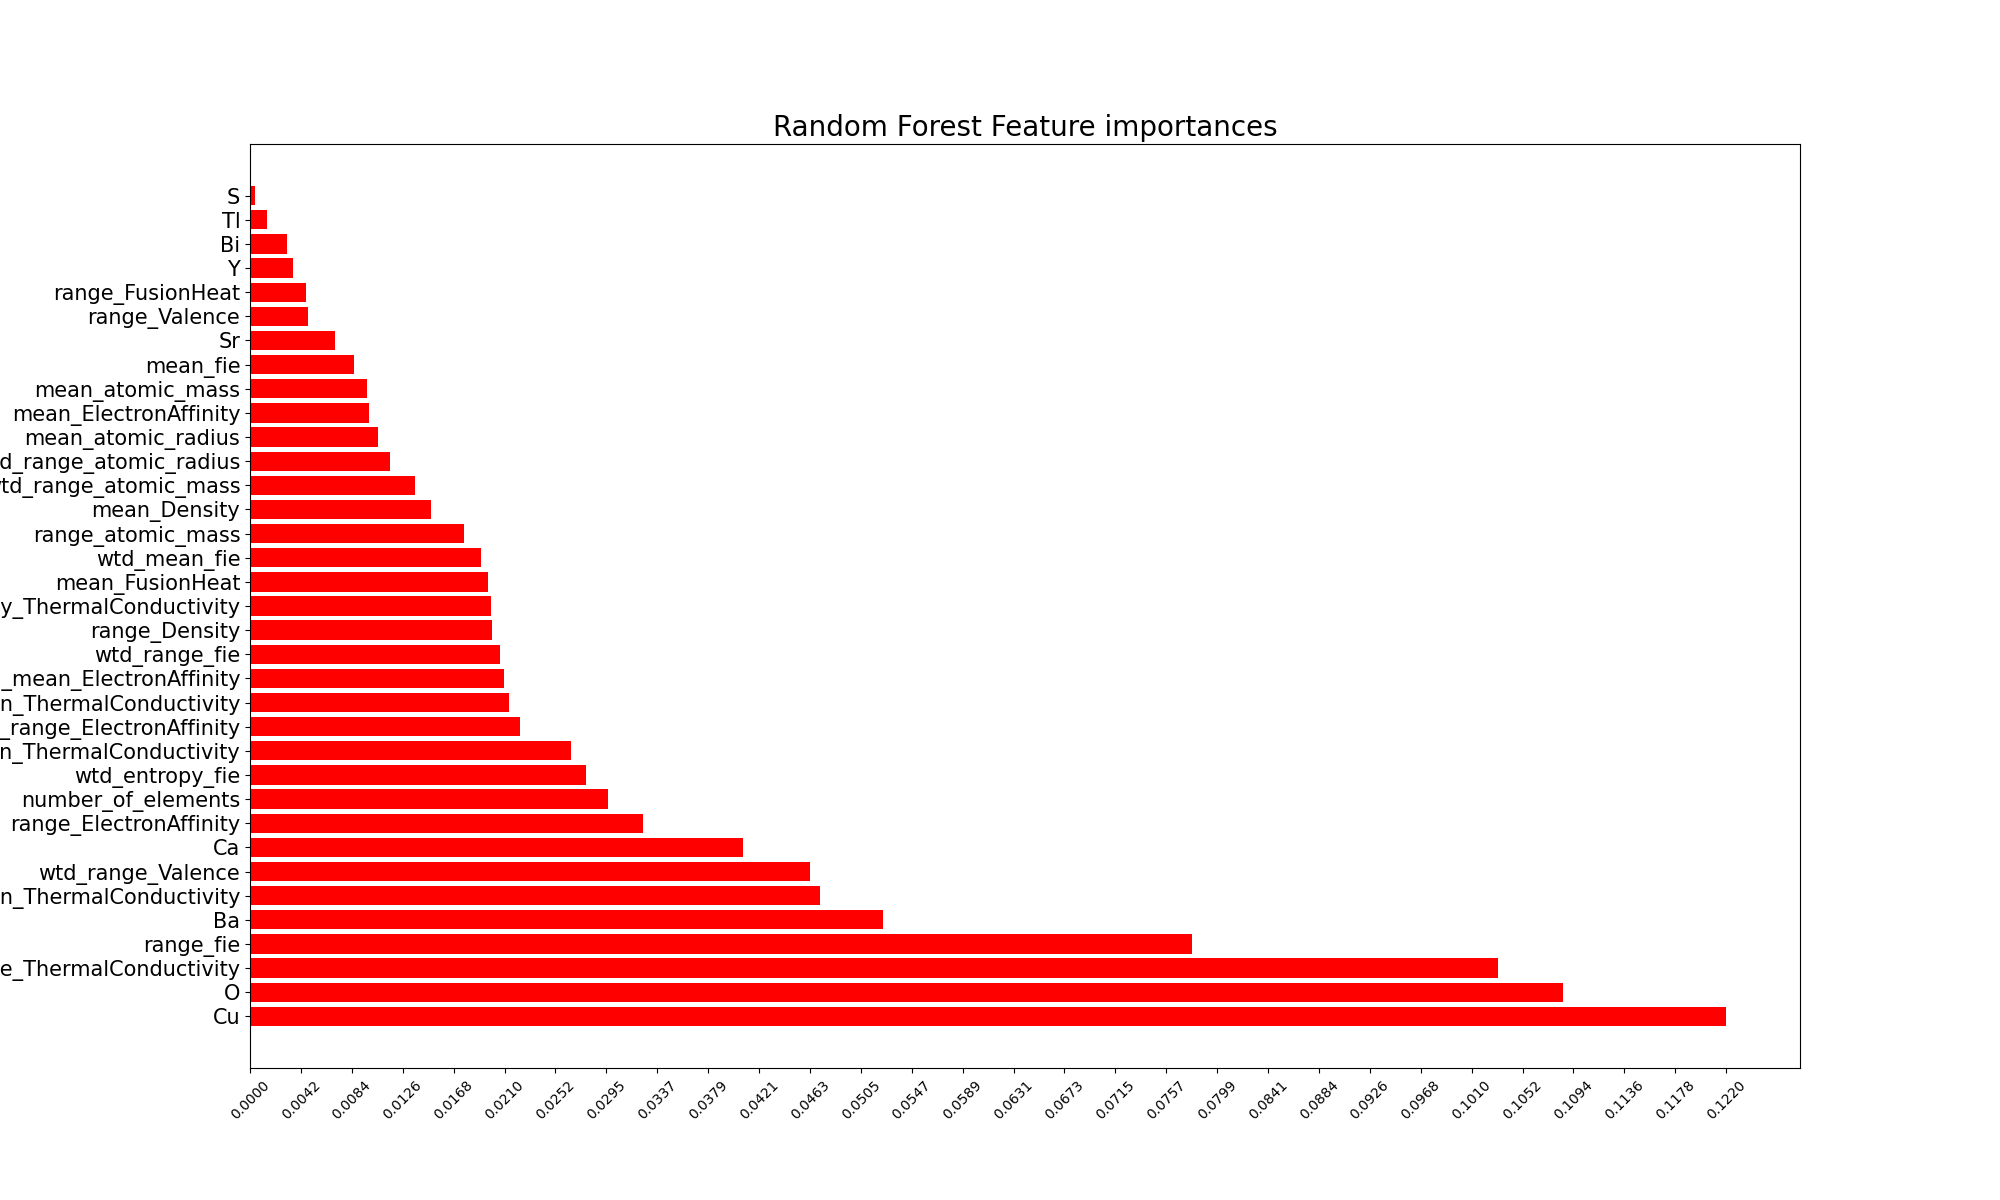 Random Forest Feature importances
S
Tl
Bi
Y
range_FusionHeat
range_Valence
Sr
mean_fie
mean_atomic_mass
mean_ElectronAffinity
mean_atomic_radius
d_range_atomic_radius
td_range_atomic_mass
mean_Density
range_atomic_mass
wtd_mean_fie
mean_FusionHeat
y_ThermalConductivity
range_Density
wtd_range_fie
_mean_ElectronAffinity
n_ThermalConductivity
_range_ElectronAffinity
n_ThermalConductivity
wtd_entropy_fie
number_of_elements
range_ElectronAffinity
Ca
wtd_range_Valence
n_ThermalConductivity
Ba
range_fie
e_ThermalConductivity
O
Cu
0.0000
0.0042
0.0084
0.0126
0.0168
0.0210
0.0252
0.0295
0.0337
0.0379
0.0421
0.0463
0.0505
0.0547
0.0589
0.0631
0.0673
0.0715
0.0757
0.0799
0.0841
0.0884
0.0926
0.0968
0.1010
0.1052
0.1094
0.1136
0.1178
0.1220